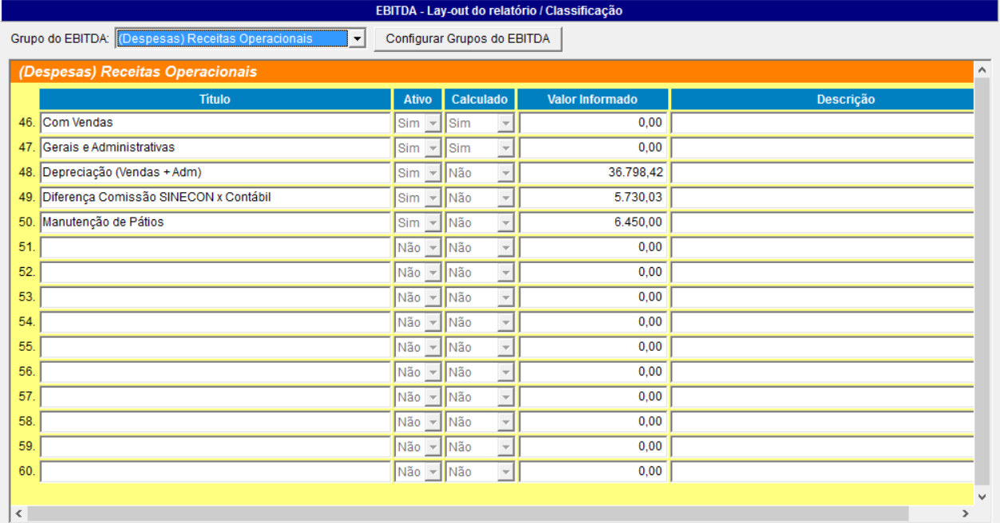 EBITDA - Lay-out do relatório / Classificação
Grupo do EBITDA: (Despesas) Receitas Operacionais Configurar Grupos do EBITDA
(Despesas) Receitas Operacionais
Título Ativo Calculado Valor Informado Descrição
46. Com Vendas Sim Sim 0,00
47. Gerais e Administrativas Sim Sim 0,00
48. Depreciação (Vendas + Adm) Sim Não 36.798,42
49. Diferença Comissão SINECON x Contábil Sim Não 5.730,03
50. Manutenção de Pátios Sim Não 6.450,00
51. Não Não 0,00
52. Não Não 0,00
53. Não Não 0,00
54. Não Não 0,00
55. Não Não 0,00
56. Não Não 0,00
57. Não Não 0,00
58. Não Não 0,00
59. Não Não 0,00
60. Não Não 0,00